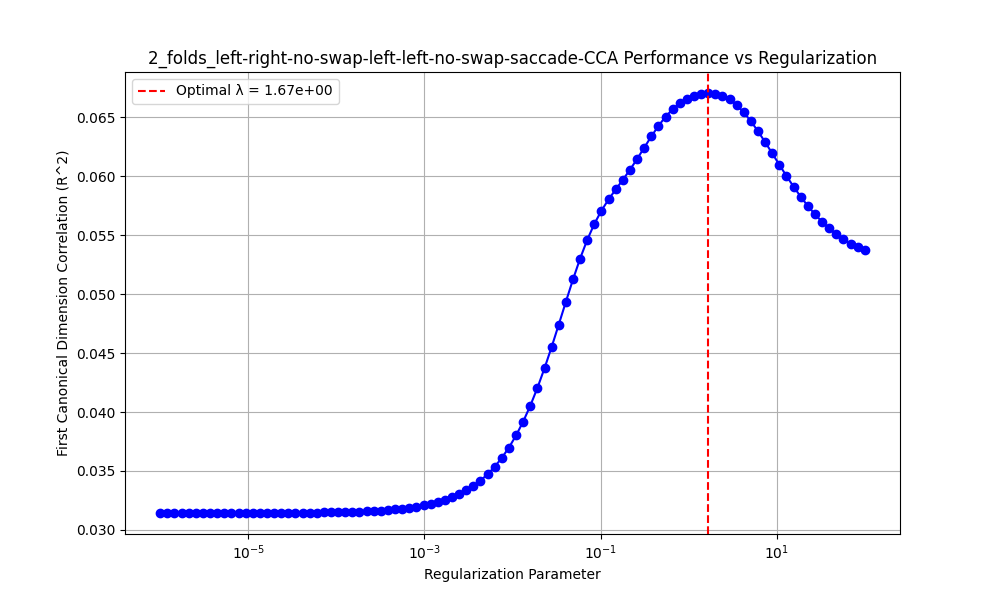 2_folds_left-right-no-swap-left-left-no-swap-saccade-CCA Performance vs Regularization
Optimal λ = 1.67e+00
First Canonical Dimension Correlation (R^2)
0.065
0.060
0.055
0.050
0.045
0.040
0.035
0.030
10^{-5} 10^{-3} 10^{-1} 10^{1}
Regularization Parameter